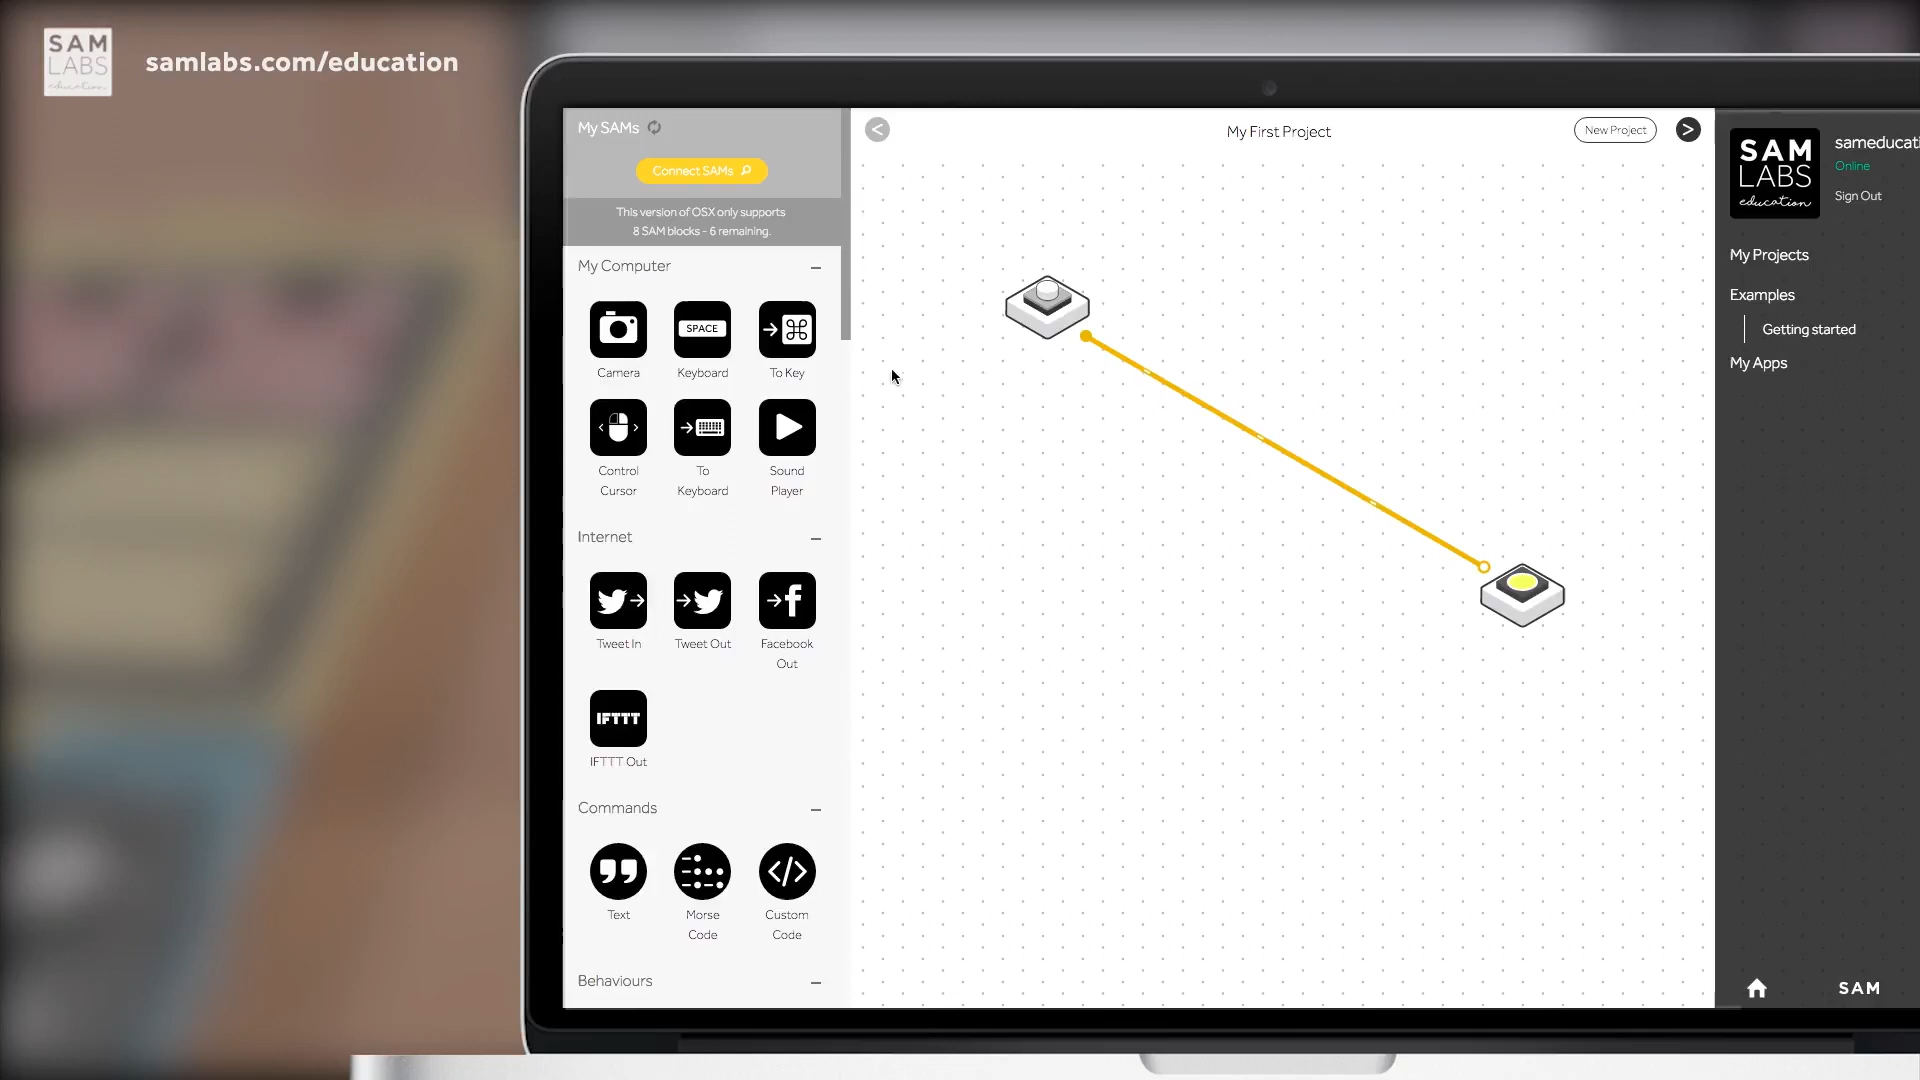 SAM
LABS
education
samlabs.com/education
My SAMs
Connect SAMs
This version of OSX only supports
8 SAM blocks - 6 remaining.
My Computer
SPACE
Camera
Keyboard
To Key
Control
Cursor
To
Keyboard
Sound
Player
Internet
Tweet In
Tweet Out
Facebook
Out
IFTTT
IFTTT Out
Commands
Text
Morse
Code
Custom
Code
Behaviours
My First Project
New Project
SAM
LABS
education
sameducati
Online
Sign Out
My Projects
Examples
Getting started
My Apps
SAM